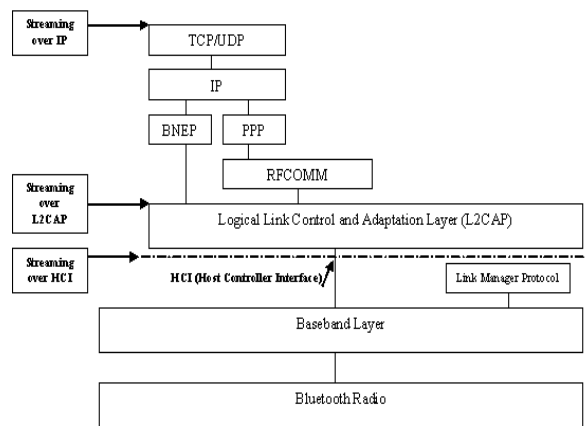 Streaming
over IP
TCP/UDP
IP
BNEP
PPP
RFCOMM
Streaming
over
L2CAP
Logical Link Control and Adaptation Layer (L2CAP)
Streaming
over HCI
HCI (Host Controller Interface)
Link Manager Protocol
Baseband Layer
Bluetooth Radio